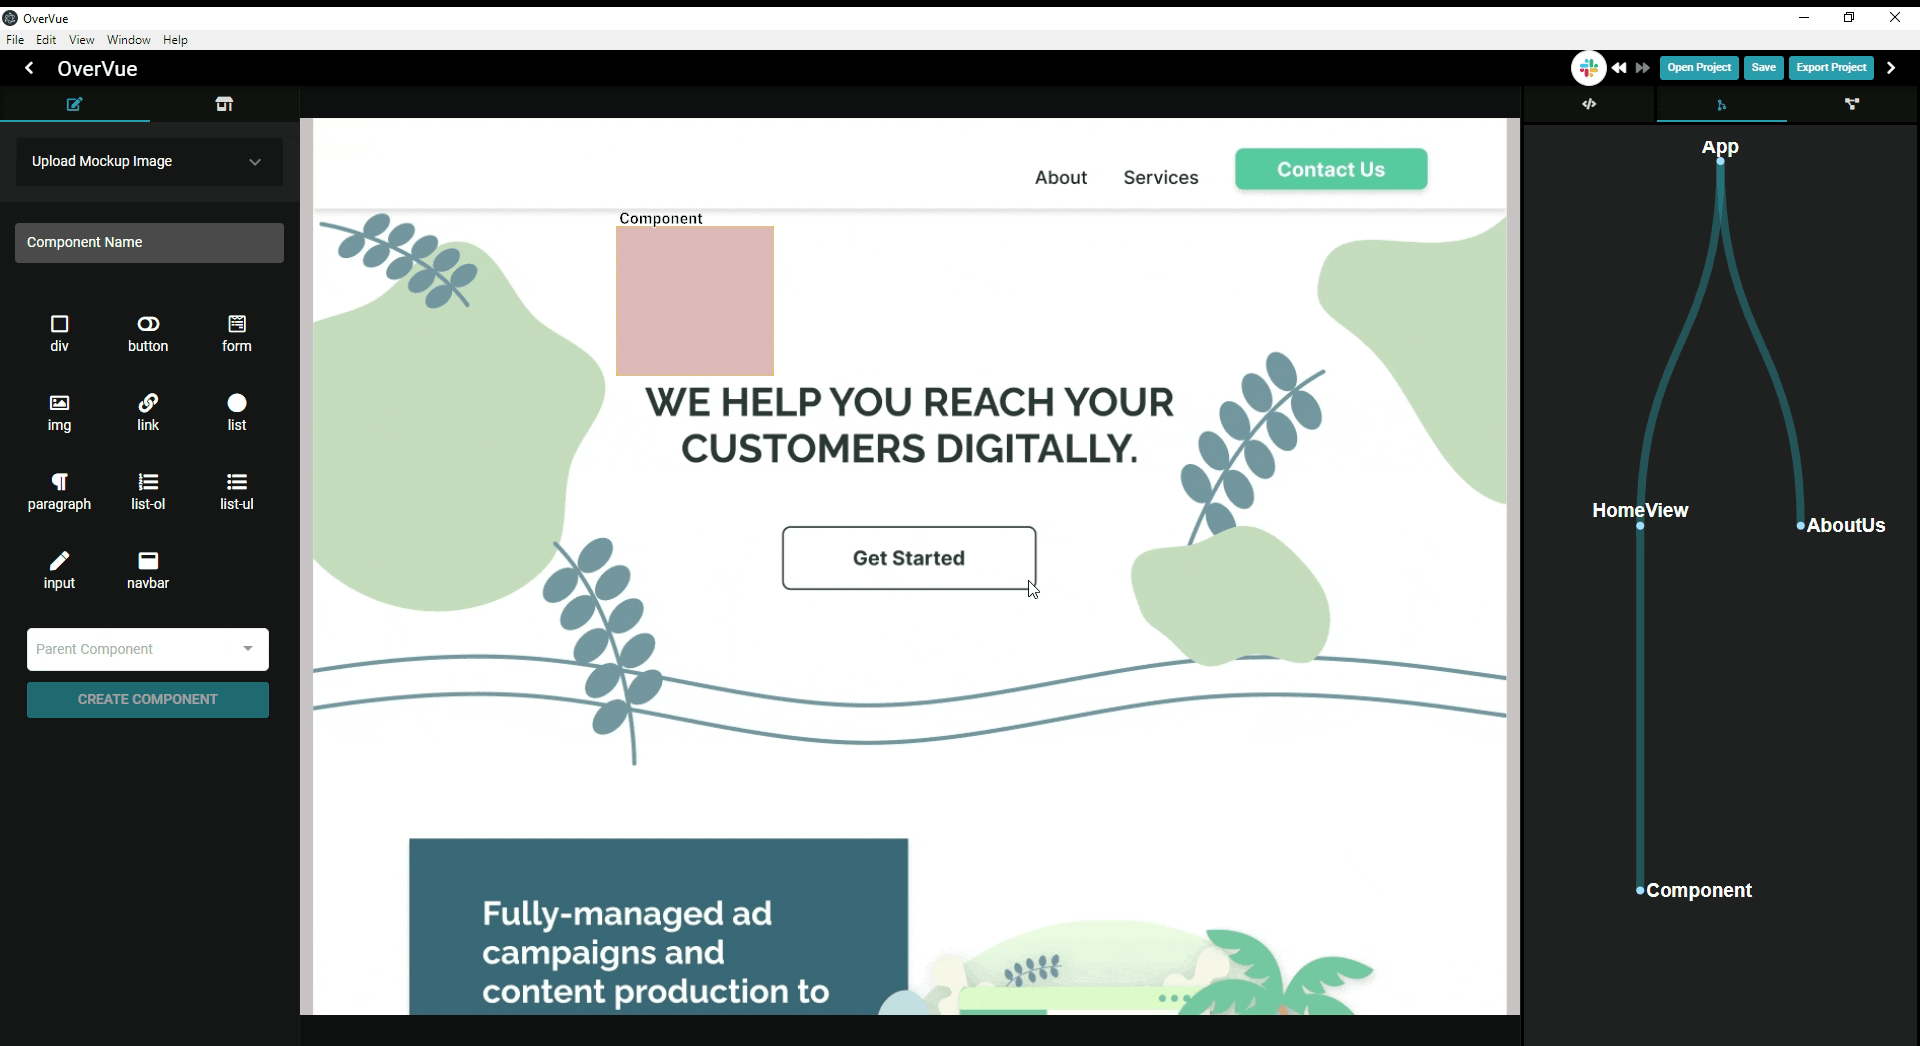 OverVue
File Edit View Window Help
OverVue
Open Project Save Export Project
Upload Mockup Image
Component Name
div button form
img link list
paragraph list-ol list-ul
input navbar
Parent Component
CREATE COMPONENT
About Services Contact Us
Component
WE HELP YOU REACH YOUR
CUSTOMERS DIGITALLY.
Get Started
Fully-managed ad
campaigns and
content production to
App
HomeView
AboutUs
Component